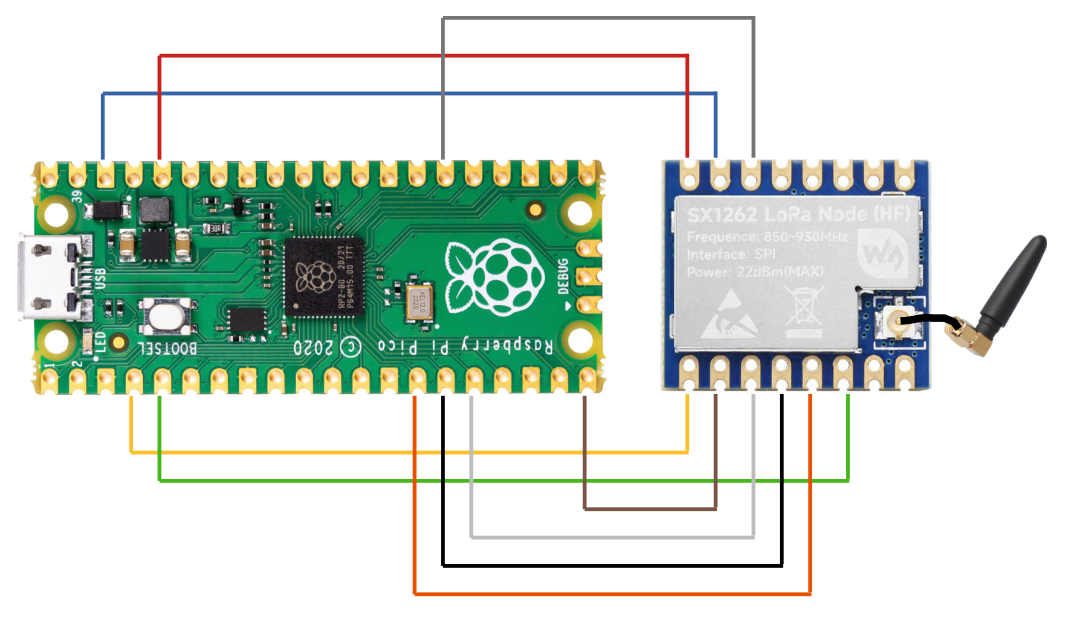 39
USB
LED
1
2
BOOTSEL
RP2-B0 20/21
P64M15.00 TTT
DEBUG
Raspberry Pi Pico © 2020
SX1262 LoRa Node (HF)
Frequence: 850-930MHz
Interface: SPI
Power: 22dBm(MAX)